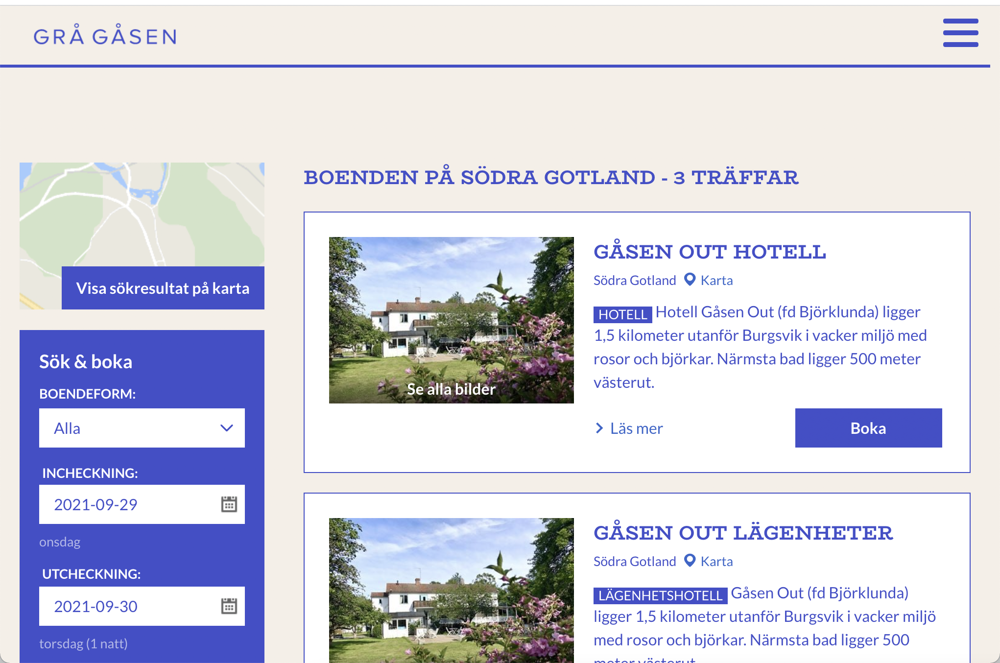 GRÅ GÅSEN
Visa sökresultat på karta
Sök & boka
BOENDEFORM:
Alla
INCHECKNING:
2021-09-29
onsdag
UTCHECKNING:
2021-09-30
torsdag (1 natt)
BOENDEN PÅ SÖDRA GOTLAND - 3 TRÄFFAR
Se alla bilder
GÅSEN OUT HOTELL
Södra Gotland Karta
HOTELL Hotell Gåsen Out (fd Björklunda) ligger
1,5 kilometer utanför Burgsvik i vacker miljö med
rosor och björkar. Närmsta bad ligger 500 meter
västerut.
Läs mer
Boka
GÅSEN OUT LÄGENHETER
Södra Gotland Karta
LÄGENHETSHOTELL Gåsen Out (fd Björklunda)
ligger 1,5 kilometer utanför Burgsvik i vacker miljö
med rosor och björkar. Närmsta bad ligger 500
meter västerut.